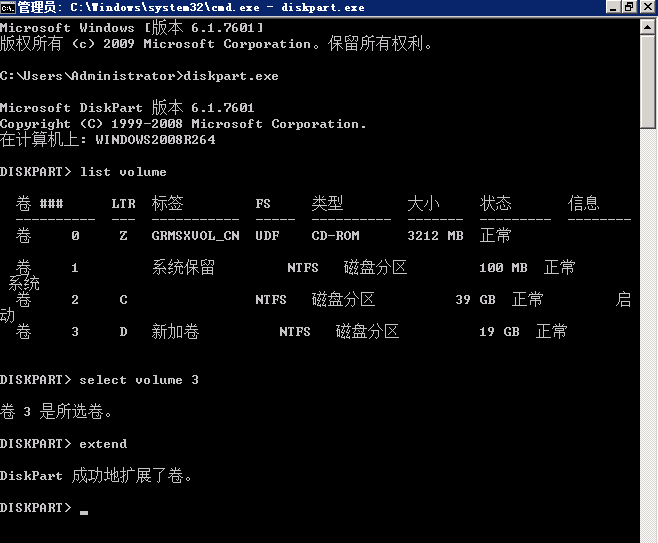 管理员: C:\Windows\system32\cmd.exe - diskpart.exe
Microsoft Windows [版本 6.1.7601]
版权所有 (c) 2009 Microsoft Corporation。保留所有权利。
C:\Users\Administrator>diskpart.exe
Microsoft DiskPart 版本 6.1.7601
Copyright (C) 1999-2008 Microsoft Corporation.
在计算机上: WINDOWS2008R264
DISKPART> list volume
卷 ### LTR 标签 FS 类型 大小 状态 信息
---------- --- ----------- ----- ---------- ------- --------- --------
卷 0 Z GRMSXVOL_CN UDF CD-ROM 3212 MB 正常
卷 1 系统保留 NTFS 磁盘分区 100 MB 正常
系统
卷 2 C NTFS 磁盘分区 39 GB 正常 启
动
卷 3 D 新加卷 NTFS 磁盘分区 19 GB 正常
DISKPART> select volume 3
卷 3 是所选卷。
DISKPART> extend
DiskPart 成功地扩展了卷。
DISKPART> _